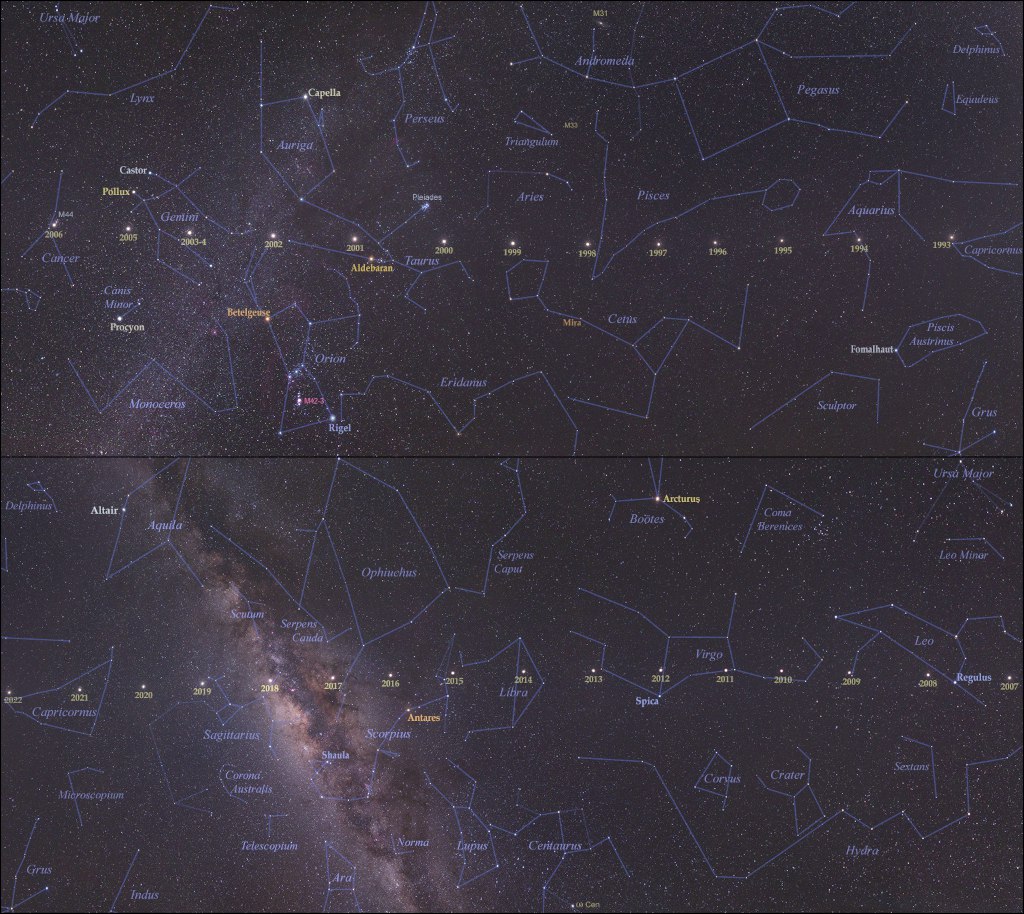 Ursa Major
M31
Andromeda
Delphinus
Lynx
Capella
Pegasus
Equuleus
Perseus
Auriga
Triangulum
M33
Castor
Pollux
Aries
Pisces
Pleiades
Aquarius
M44
Gemini
2006
2005
2003-4
2002
2001
2000
1999
1998
1997
1996
1995
1994
1993
Cancer
Aldebaran
Taurus
Capricornus
Canis
Minor
Procyon
Betelgeuse
Mira
Cetus
Piscis
Austrinus
Fomalhaut
Orion
Eridanus
Monoceros
M42-3
Rigel
Sculptor
Grus
Ursa Major
Delphinus
Altair
Aquila
Arcturus
Boötes
Coma
Berenices
Leo Minor
Ophiuchus
Serpens
Caput
Scutum
Serpens
Cauda
Virgo
Leo
2022
2021
2020
2019
2018
2017
2016
2015
2014
2013
2012
2011
2010
2009
2008
2007
Regulus
Libra
Spica
Capricornus
Antares
Sagittarius
Scorpius
Shaula
Corona
Australis
Microscopium
Corvus
Crater
Sextans
Telescopium
Norma
Lupus
Centaurus
Hydra
Grus
Indus
Ara
ω Cen